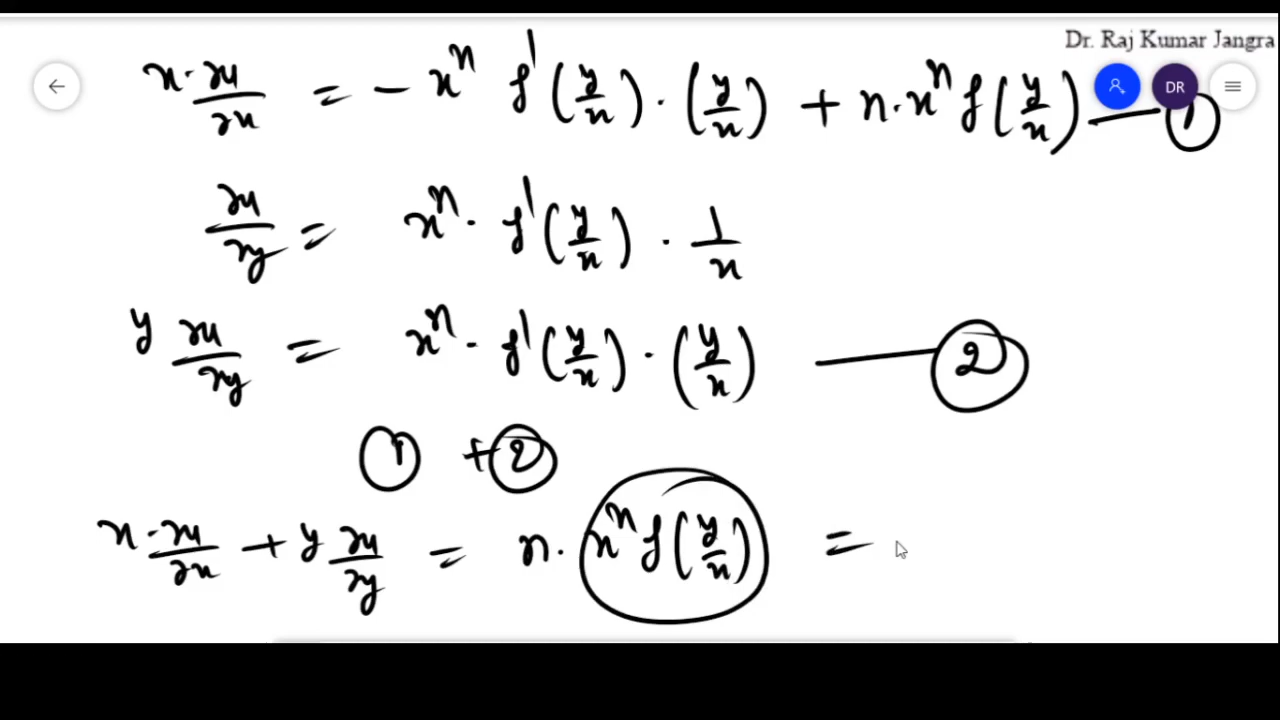 Dr. Raj Kumar Jangra
DR
x · ∂u/∂x = - xⁿ f'(y/x) · (y/x) + n · xⁿ f(y/x) — ①
∂u/∂y = xⁿ · f'(y/x) · 1/x
y ∂u/∂y = xⁿ · f'(y/x) · (y/x) — ②
① + ②
x · ∂u/∂x + y ∂u/∂y = n · xⁿ f(y/x) =